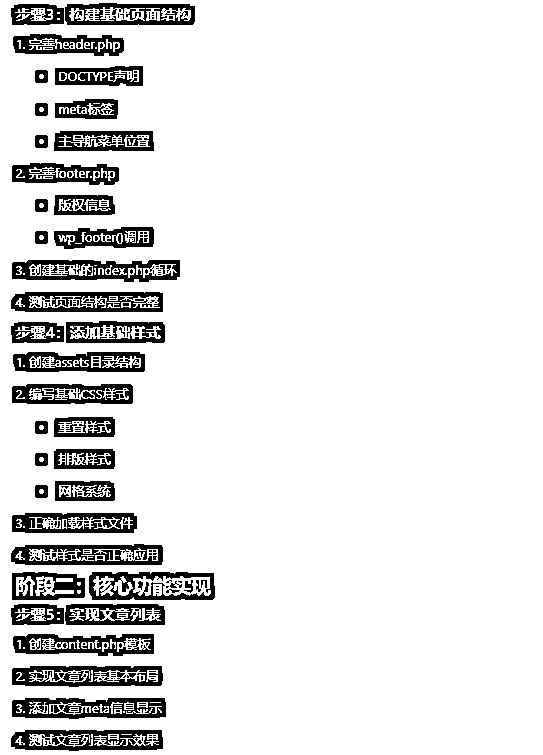 步骤3：构建基础页面结构
1. 完善header.php
• DOCTYPE声明
• meta标签
• 主导航菜单位置
2. 完善footer.php
• 版权信息
• wp_footer()调用
3. 创建基础的index.php循环
4. 测试页面结构是否完整
步骤4：添加基础样式
1. 创建assets目录结构
2. 编写基础CSS样式
• 重置样式
• 排版样式
• 网格系统
3. 正确加载样式文件
4. 测试样式是否正确应用
阶段二：核心功能实现
步骤5：实现文章列表
1. 创建content.php模板
2. 实现文章列表基本布局
3. 添加文章meta信息显示
4. 测试文章列表显示效果